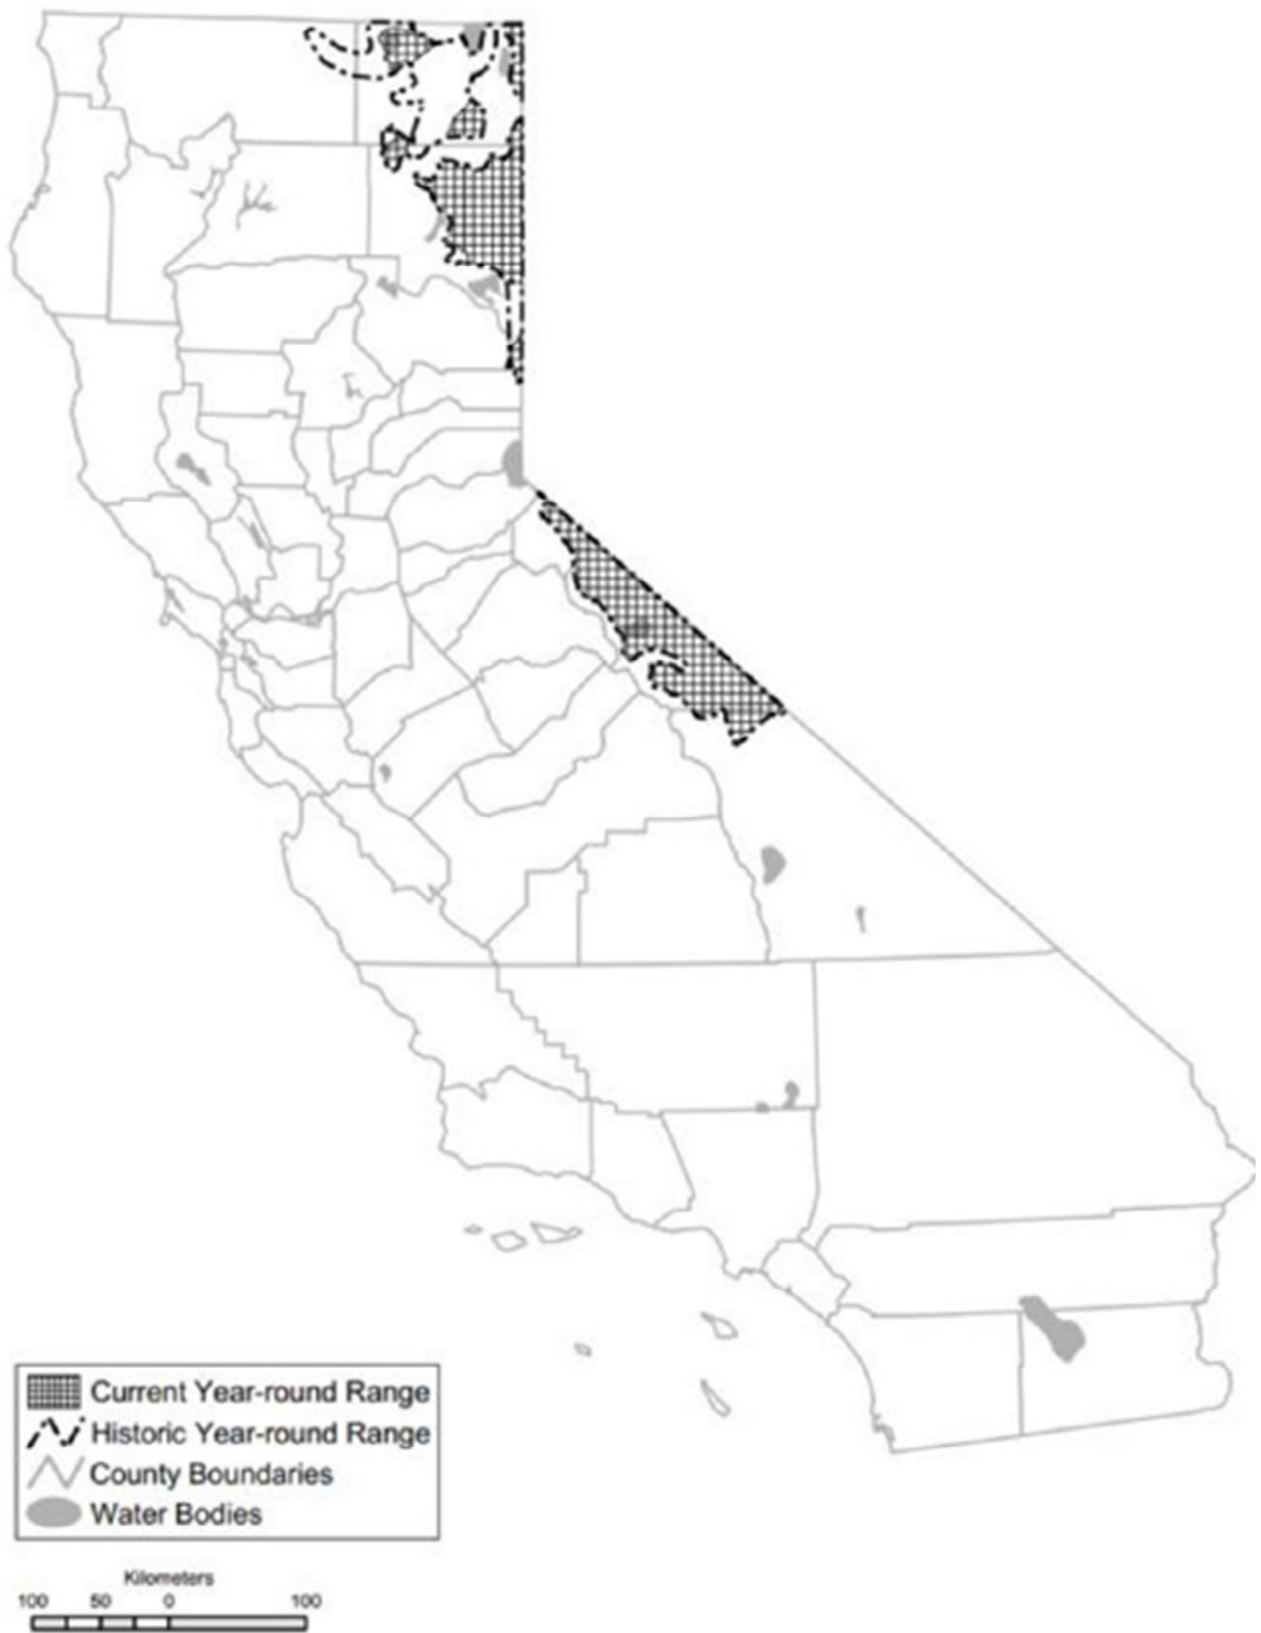 Current Year-round Range
Historic Year-round Range
County Boundaries
Water Bodies
Kilometers
100 50 0 100